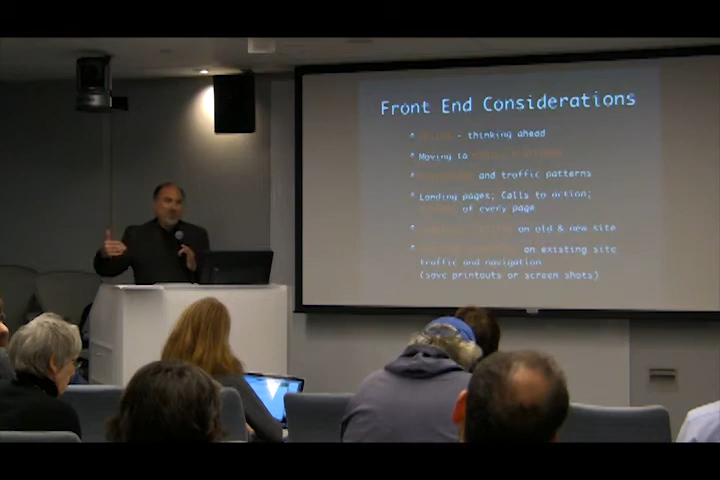 Front End Considerations
* - thinking ahead
* Moving to
* and traffic patterns
* Landing pages; Calls to action;
of every page
* on old & new site
* on existing site
traffic and navigation
(save printouts or screen shots)